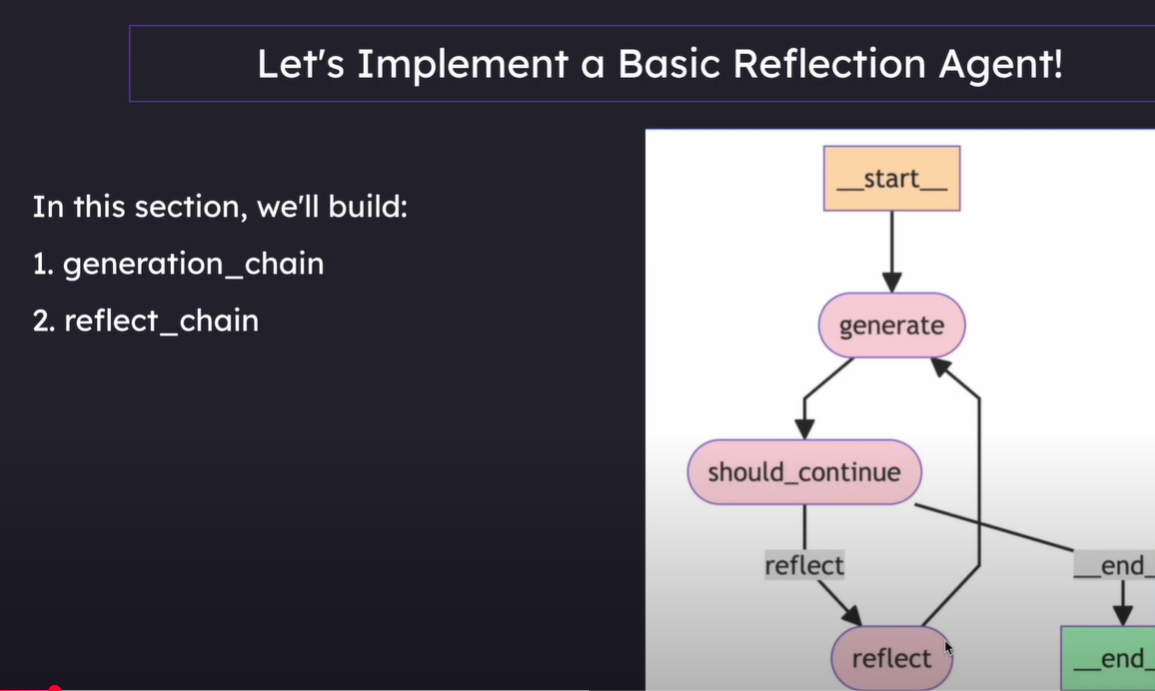 Let's Implement a Basic Reflection Agent!
In this section, we'll build:
1. generation_chain
2. reflect_chain
__start__
generate
should_continue
reflect
__end_
reflect
__end_